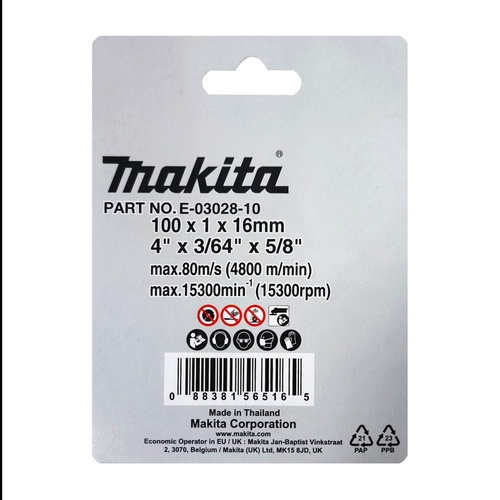 Makita®
PART NO. E-03028-10
100 x 1 x 16mm
4" x 3/64" x 5/8"
max.80m/s (4800 m/min)
max.15300min⁻¹ (15300rpm)
0 88381 56516 5
Made in Thailand
Makita Corporation
www.makita.com
Economic Operator in EU / UK : Makita Jan-Baptist Vinkstraat
2, 3070, Belgium / Makita (UK) Ltd, MK15 8JD, UK
21 PAP
23 PPB